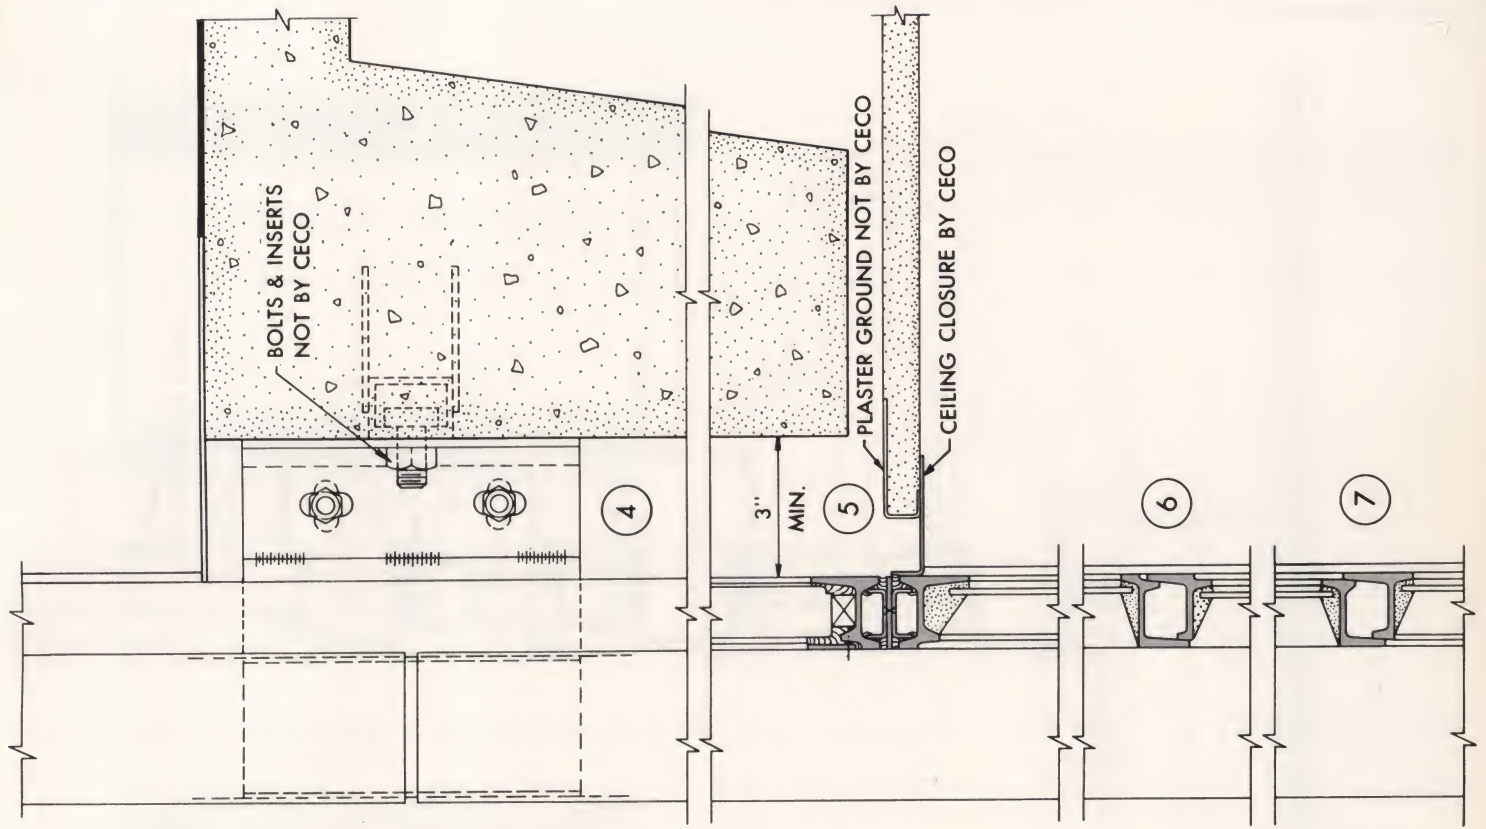 BOLTS & INSERTS
NOT BY CECO
4
3"
MIN.
5
PLASTER GROUND NOT BY CECO
CEILING CLOSURE BY CECO
6
7